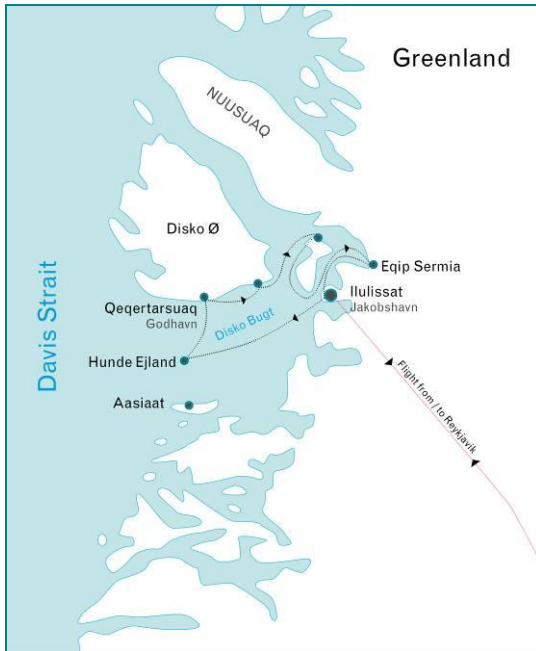 Greenland
NUUSUAQ
Disko Ø
Eqip Sermia
Ilulissat
Jakobshavn
Qeqertarsuaq
Godhavn
Disko Bugt
Davis Strait
Hunde Ejland
Flight from / to Reykjavik
Aasiaat